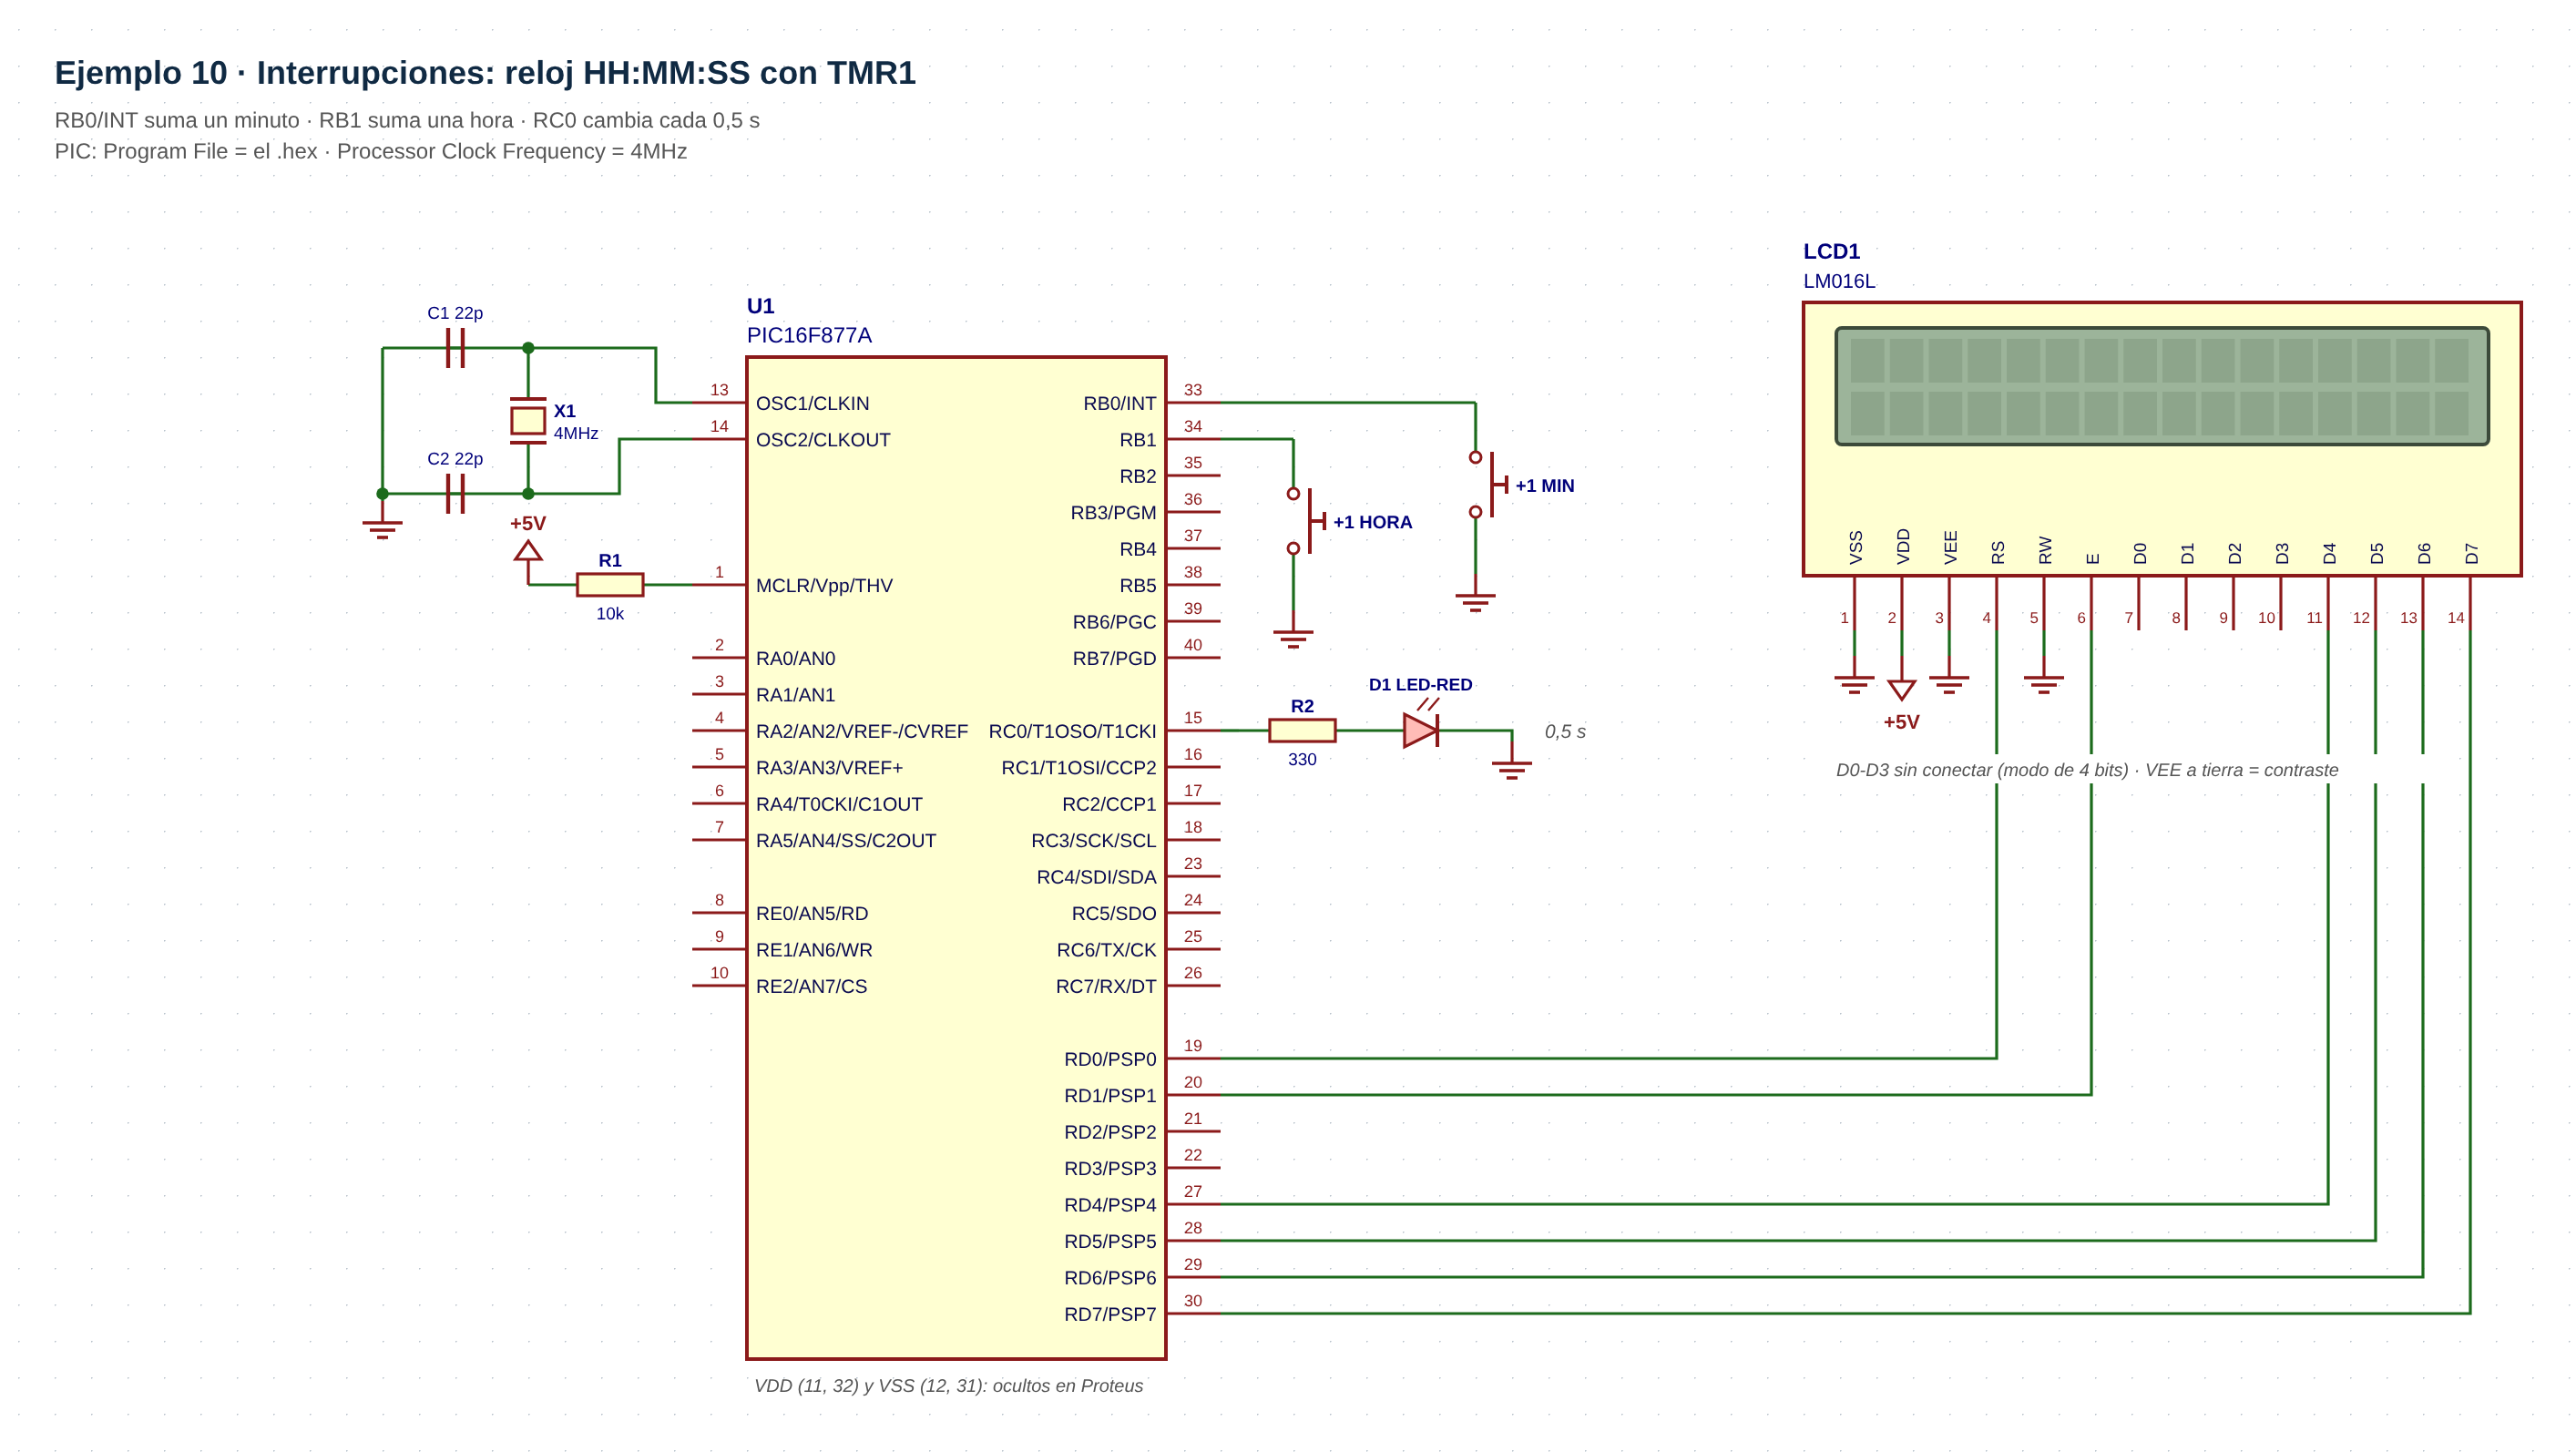 Ejemplo 10 · Interrupciones: reloj HH:MM:SS con TMR1
RB0/INT suma un minuto · RB1 suma una hora · RC0 cambia cada 0,5 s
PIC: Program File = el .hex · Processor Clock Frequency = 4MHz
C1 22p
X1
4MHz
C2 22p
+5V
R1
10k
U1
PIC16F877A
13 OSC1/CLKIN
14 OSC2/CLKOUT
1 MCLR/Vpp/THV
2 RA0/AN0
3 RA1/AN1
4 RA2/AN2/VREF-/CVREF
5 RA3/AN3/VREF+
6 RA4/T0CKI/C1OUT
7 RA5/AN4/SS/C2OUT
8 RE0/AN5/RD
9 RE1/AN6/WR
10 RE2/AN7/CS
RB0/INT 33
RB1 34
RB2 35
RB3/PGM 36
RB4 37
RB5 38
RB6/PGC 39
RB7/PGD 40
RC0/T1OSO/T1CKI 15
RC1/T1OSI/CCP2 16
RC2/CCP1 17
RC3/SCK/SCL 18
RC4/SDI/SDA 23
RC5/SDO 24
RC6/TX/CK 25
RC7/RX/DT 26
RD0/PSP0 19
RD1/PSP1 20
RD2/PSP2 21
RD3/PSP3 22
RD4/PSP4 27
RD5/PSP5 28
RD6/PSP6 29
RD7/PSP7 30
VDD (11, 32) y VSS (12, 31): ocultos en Proteus
+1 HORA
+1 MIN
R2
330
D1 LED-RED
0,5 s
LCD1
LM016L
VSS VDD VEE RS RW E D0 D1 D2 D3 D4 D5 D6 D7
1 2 3 4 5 6 7 8 9 10 11 12 13 14
+5V
D0-D3 sin conectar (modo de 4 bits) · VEE a tierra = contraste